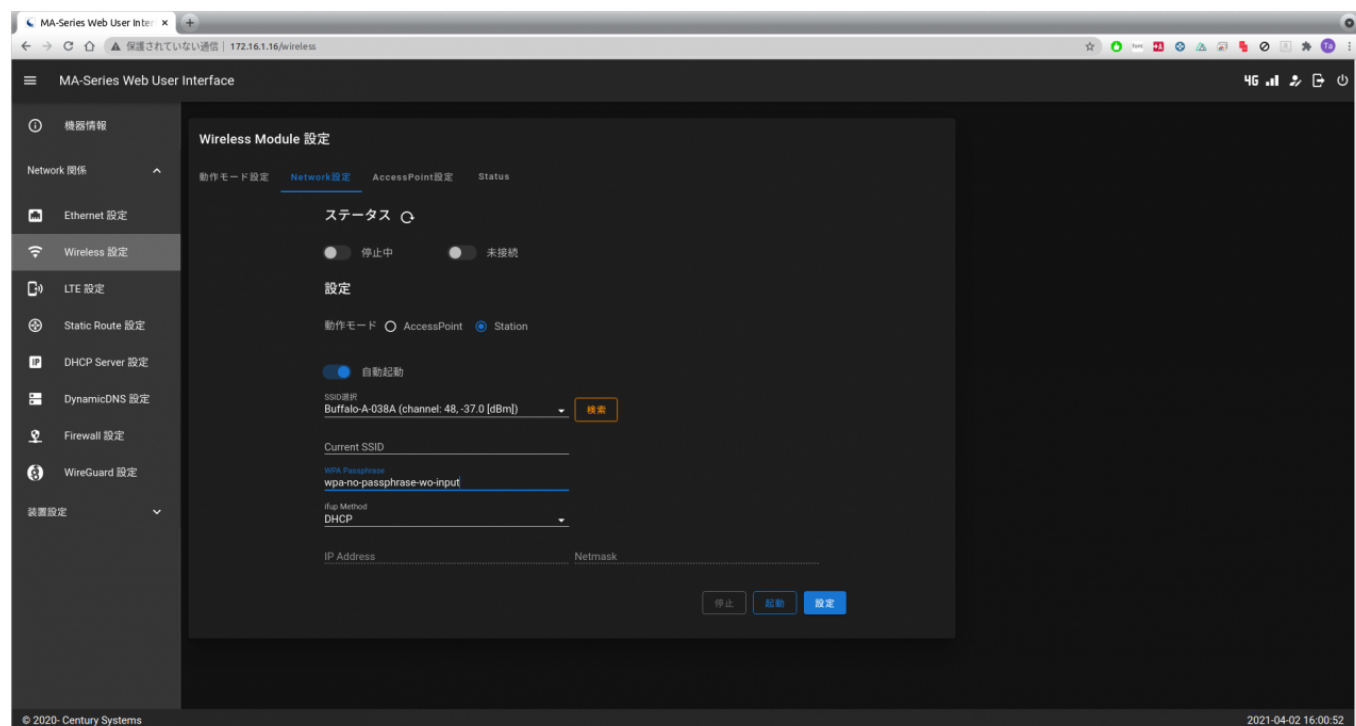 MA-Series Web User Inter
保護されていない通信 | 172.16.1.16/wireless
MA-Series Web User Interface
4G
機器情報
Network 関係
Ethernet 設定
Wireless 設定
LTE 設定
Static Route 設定
DHCP Server 設定
DynamicDNS 設定
Firewall 設定
WireGuard 設定
装置設定
Wireless Module 設定
動作モード設定 Network設定 AccessPoint設定 Status
ステータス
停止中 未接続
設定
動作モード AccessPoint Station
自動起動
SSID選択
Buffalo-A-038A (channel: 48, -37.0 [dBm]) 検索
Current SSID
WPA Passphrase
wpa-no-passphrase-wo-input
ifup Method
DHCP
IP Address Netmask
停止 起動 設定
© 2020- Century Systems 2021-04-02 16:00:52